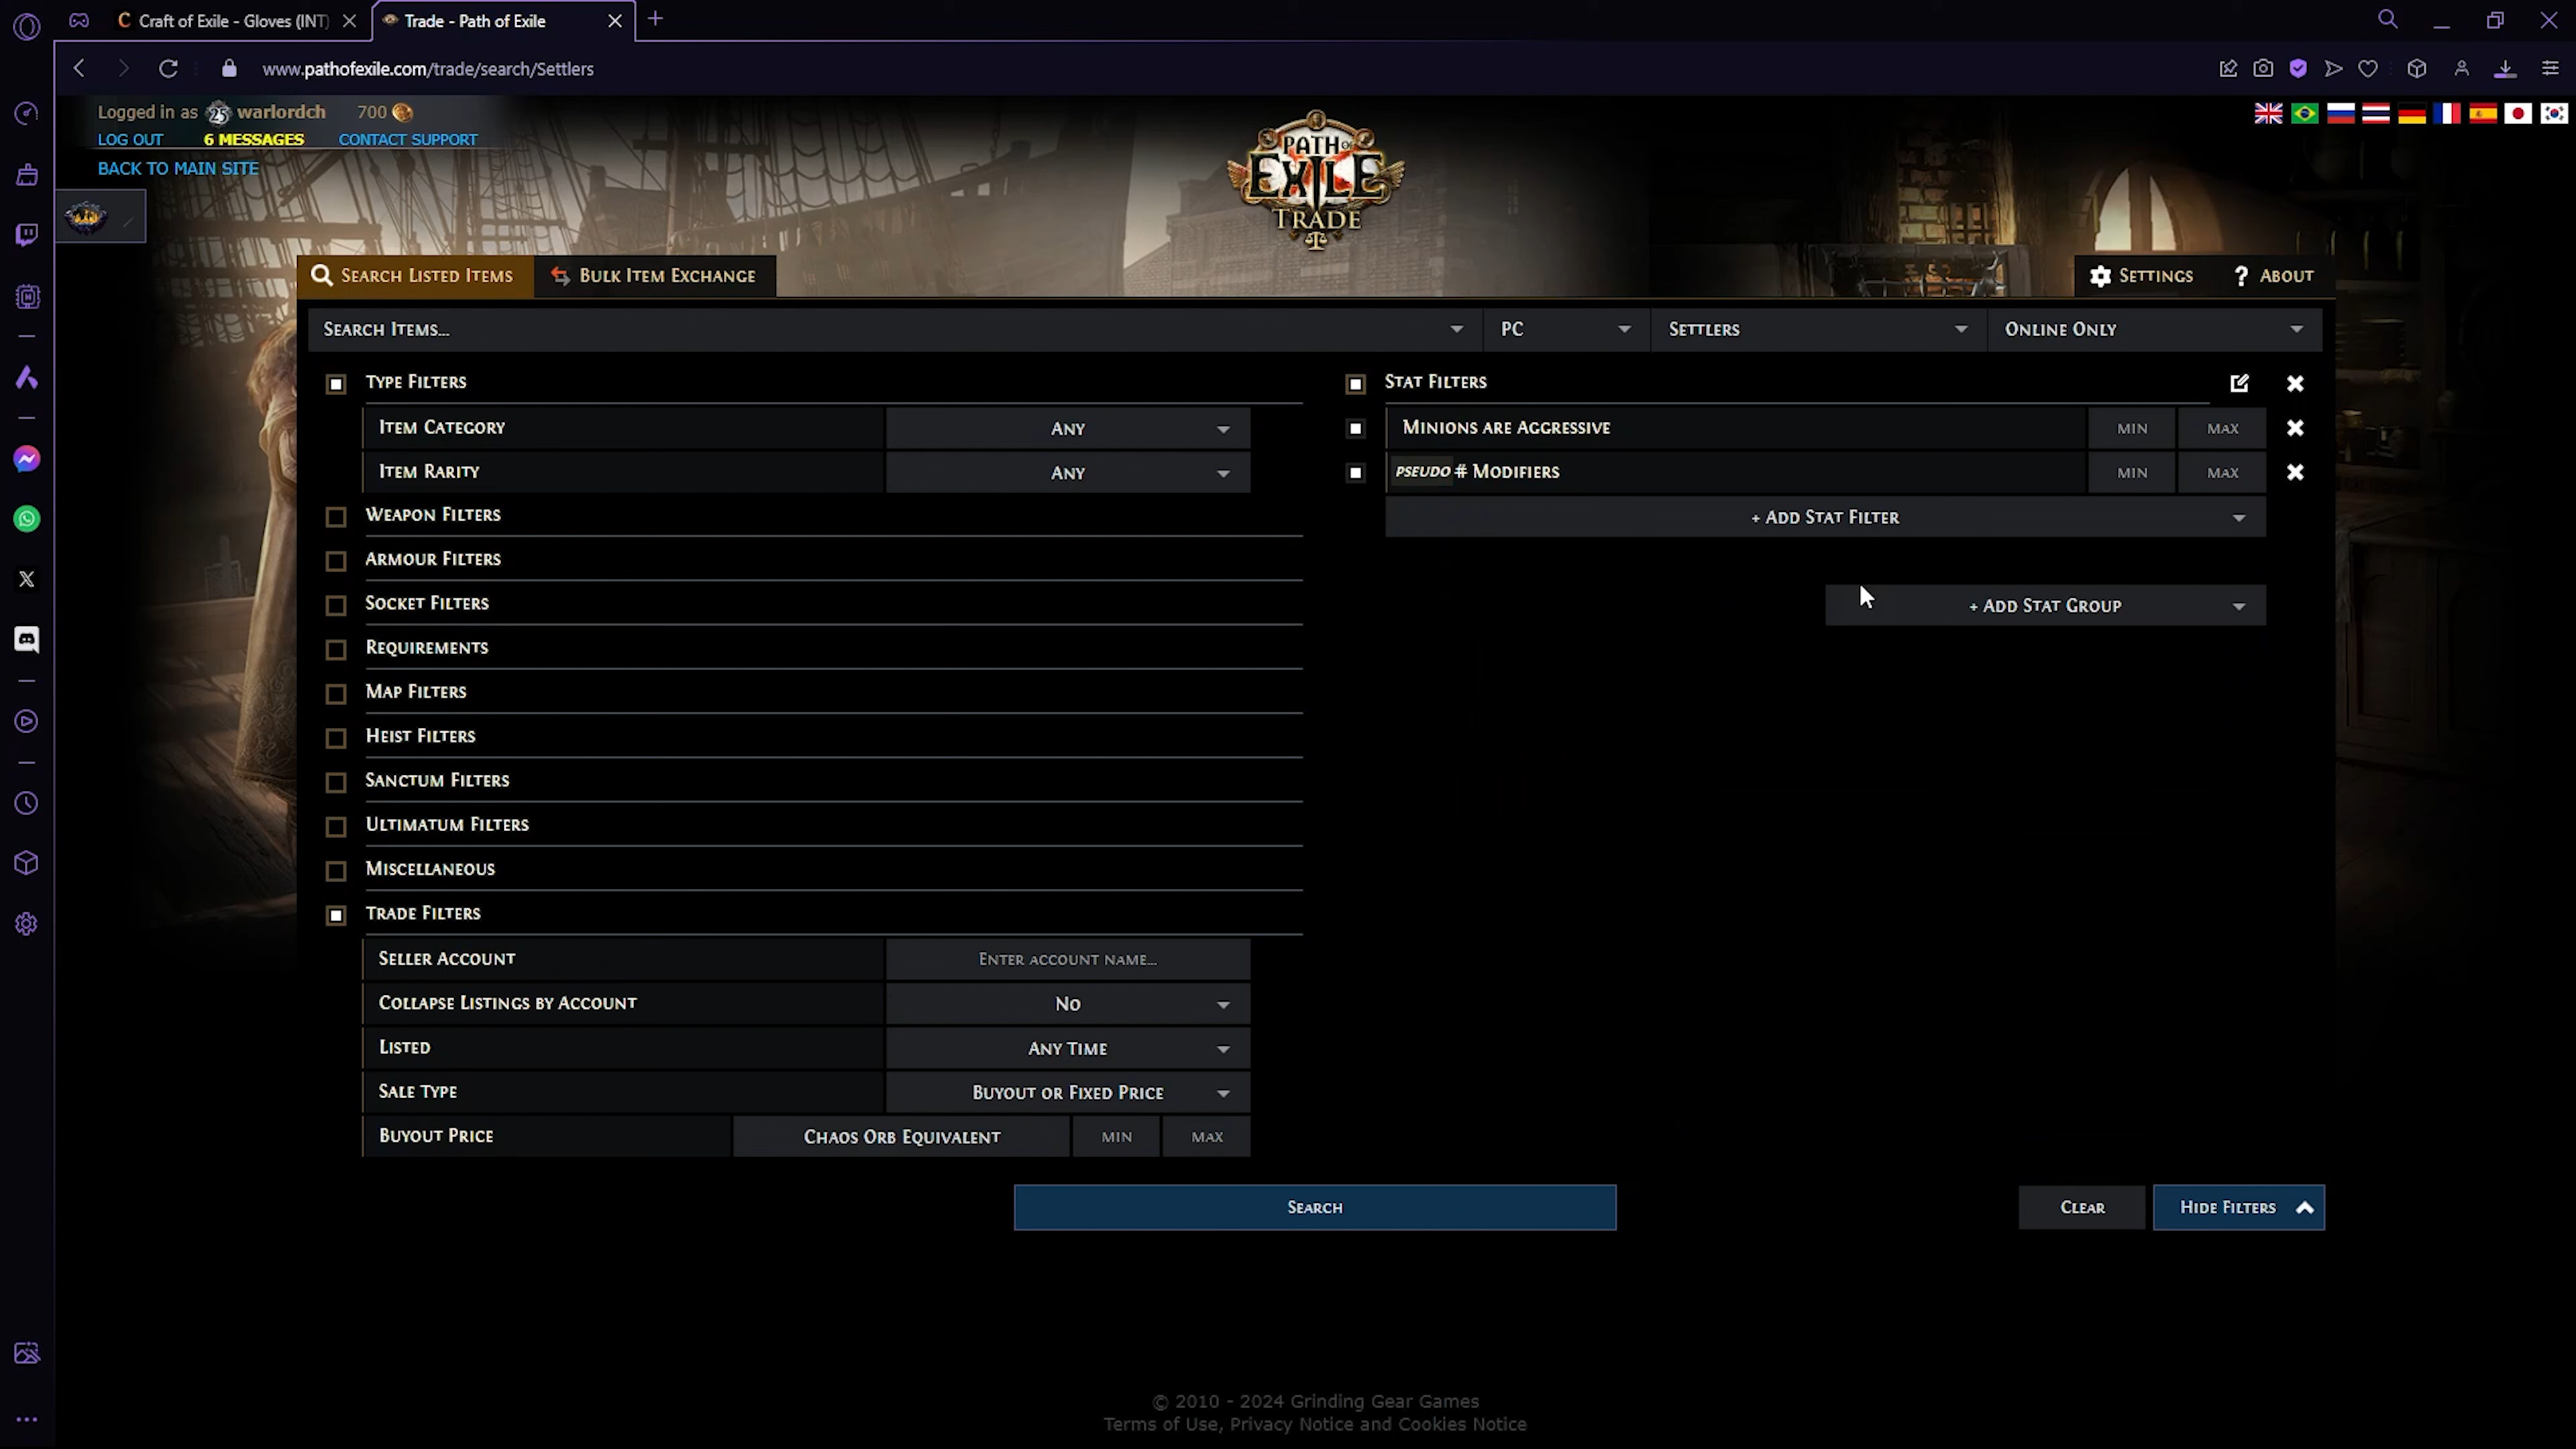 Craft of Exile - Gloves (INT)
Trade - Path of Exile
www.pathofexile.com/trade/search/Settlers
Logged in as 25 warlordch 700
LOG OUT 6 MESSAGES CONTACT SUPPORT
BACK TO MAIN SITE
PATH OF EXILE TRADE
SEARCH LISTED ITEMS BULK ITEM EXCHANGE SETTINGS ? ABOUT
SEARCH ITEMS... PC SETTLERS ONLINE ONLY
TYPE FILTERS
ITEM CATEGORY ANY
ITEM RARITY ANY
WEAPON FILTERS
ARMOUR FILTERS
SOCKET FILTERS
REQUIREMENTS
MAP FILTERS
HEIST FILTERS
SANCTUM FILTERS
ULTIMATUM FILTERS
MISCELLANEOUS
TRADE FILTERS
SELLER ACCOUNT ENTER ACCOUNT NAME...
COLLAPSE LISTINGS BY ACCOUNT NO
LISTED ANY TIME
SALE TYPE BUYOUT OR FIXED PRICE
BUYOUT PRICE CHAOS ORB EQUIVALENT MIN MAX
STAT FILTERS
MINIONS ARE AGGRESSIVE MIN MAX
PSEUDO # MODIFIERS MIN MAX
+ ADD STAT FILTER
+ ADD STAT GROUP
SEARCH CLEAR HIDE FILTERS
© 2010 - 2024 Grinding Gear Games
Terms of Use, Privacy Notice and Cookies Notice